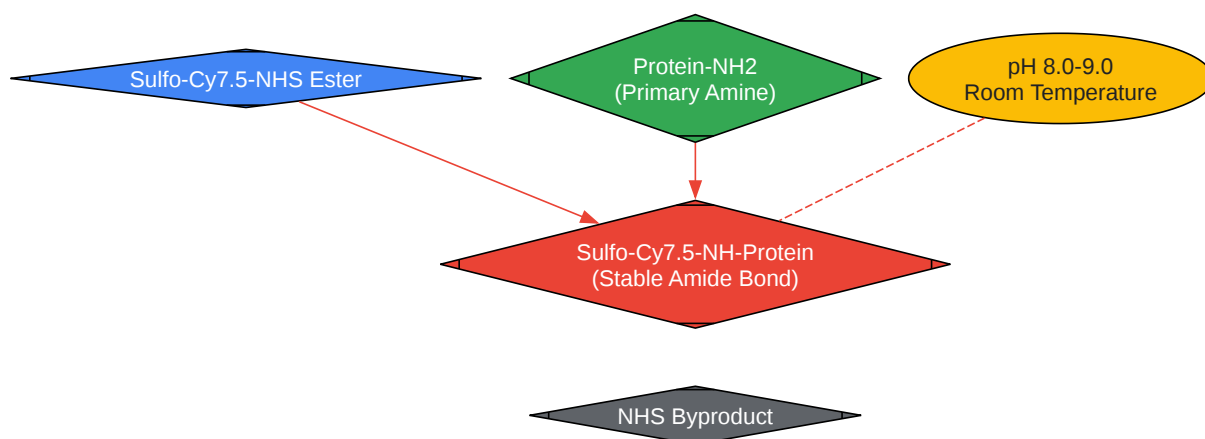 Sulfo-Cy7.5-NHS Ester
Protein-NH2
(Primary Amine)
pH 8.0-9.0
Room Temperature
Sulfo-Cy7.5-NH-Protein
(Stable Amide Bond)
NHS Byproduct